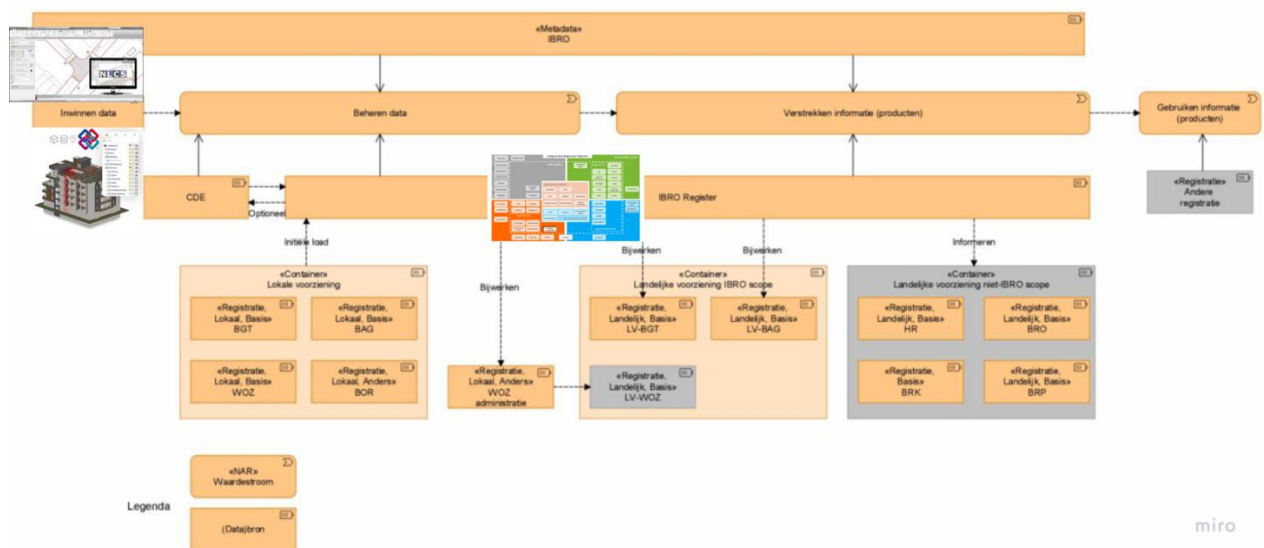 «Metadata»
IBRO
NLCS
Inwinnen data
Beheren data
Verstrekken informatie (producten)
Gebruiken informatie
(producten)
CDE
Optioneel
IBRO Register
«Registratie»
Andere
registratie
Initiële load
Bijwerken
Bijwerken
Bijwerken
Informeren
«Container»
Lokale voorziening
«Registratie,
Lokaal, Basis»
BGT
«Registratie,
Lokaal, Basis»
BAG
«Registratie,
Lokaal, Basis»
WOZ
«Registratie,
Lokaal, Anders»
BOR
«Registratie,
Lokaal, Anders»
WOZ
administratie
«Container»
Landelijke voorziening IBRO scope
«Registratie,
Landelijk, Basis»
LV-BGT
«Registratie,
Landelijk, Basis»
LV-BAG
«Registratie,
Landelijk, Basis»
LV-WOZ
«Container»
Landelijke voorziening niet-IBRO scope
«Registratie,
Landelijk, Basis»
HR
«Registratie,
Landelijk, Basis»
BRO
«Registratie,
Basis»
BRK
«Registratie,
Landelijk, Basis»
BRP
Legenda
«NAR»
Waardestroom
(Data)bron
miro